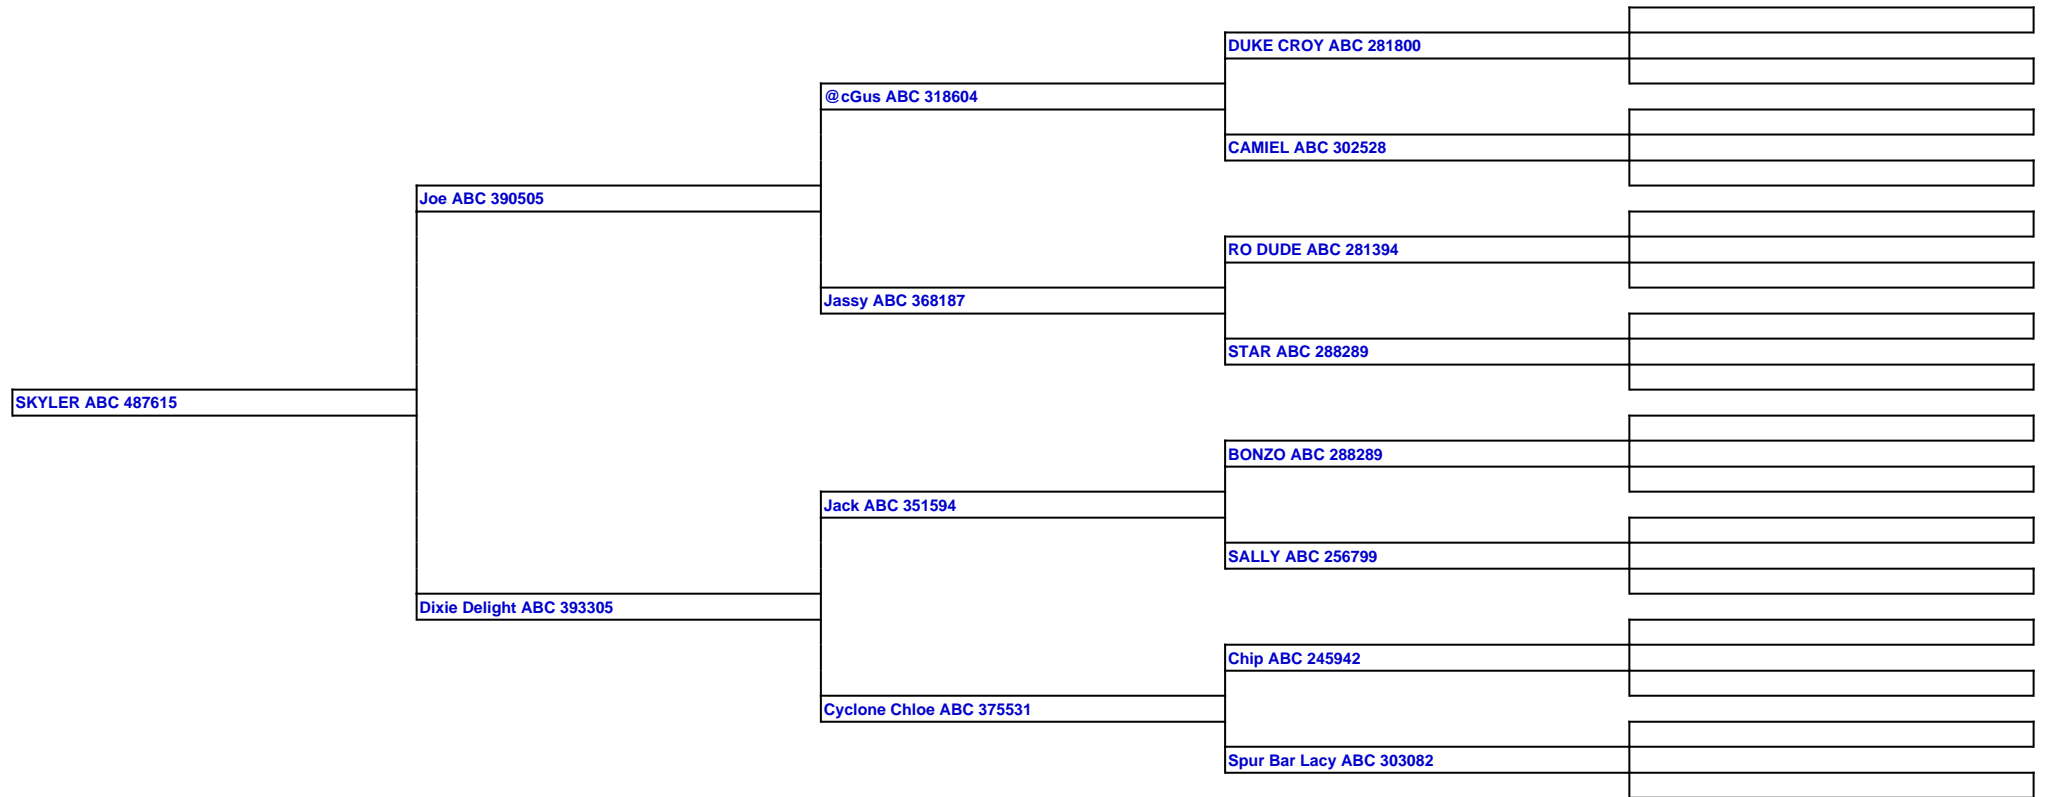 DUKE CROY ABC 281800
@cGus ABC 318604
CAMIEL ABC 302528
Joe ABC 390505
RO DUDE ABC 281394
Jassy ABC 368187
STAR ABC 288289
SKYLER ABC 487615
BONZO ABC 288289
Jack ABC 351594
SALLY ABC 256799
Dixie Delight ABC 393305
Chip ABC 245942
Cyclone Chloe ABC 375531
Spur Bar Lacy ABC 303082